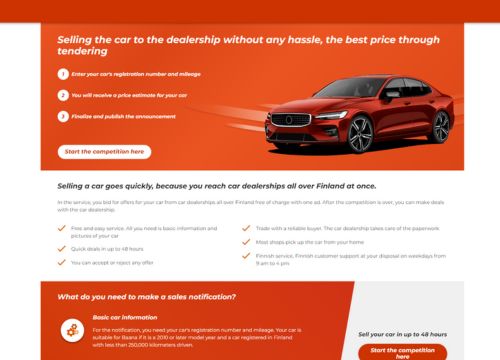 Selling the car to the dealership without any hassle, the best price through
tendering
1 Enter your car's registration number and mileage
2 You will receive a price estimate for your car
3 Finalize and publish the announcement
Start the competition here
Selling a car goes quickly, because you reach car dealerships all over Finland at once.
In the service, you bid for offers for your car from car dealerships all over Finland free of charge with one ad. After the competition is over, you can make deals
with the car dealership.
Free and easy service. All you need is basic information and
pictures of your car
Quick deals in up to 48 hours
You can accept or reject any offer
Trade with a reliable buyer. The car dealership takes care of the paperwork
Most shops pick up the car from your home
Finnish service, Finnish customer support at your disposal on weekdays from
9 am to 4 pm
What do you need to make a sales notification?
Basic car information
For the notification, you need your car's registration number and mileage. Your car is
suitable for Baana if it is a 2010 or later model year and a car registered in Finland
with less than 250,000 kilometers driven.
Sell your car in up to 48 hours
Start the competition
here